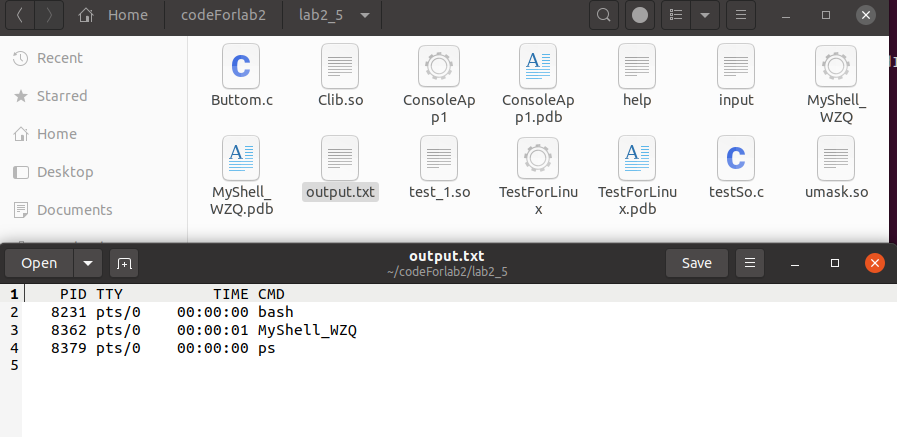 Home codeForlab2 lab2_5
Recent
Starred
Home
Desktop
Documents
Buttom.c Clib.so ConsoleAp ConsoleAp help input MyShell_
p1 p1.pdb WZQ
MyShell_ output.txt test_1.so TestForLinu TestForLinu testSo.c umask.so
WZQ.pdb x x.pdb
Open output.txt Save
~/codeForlab2/lab2_5
1 PID TTY TIME CMD
2 8231 pts/0 00:00:00 bash
3 8362 pts/0 00:00:01 MyShell_WZQ
4 8379 pts/0 00:00:00 ps
5